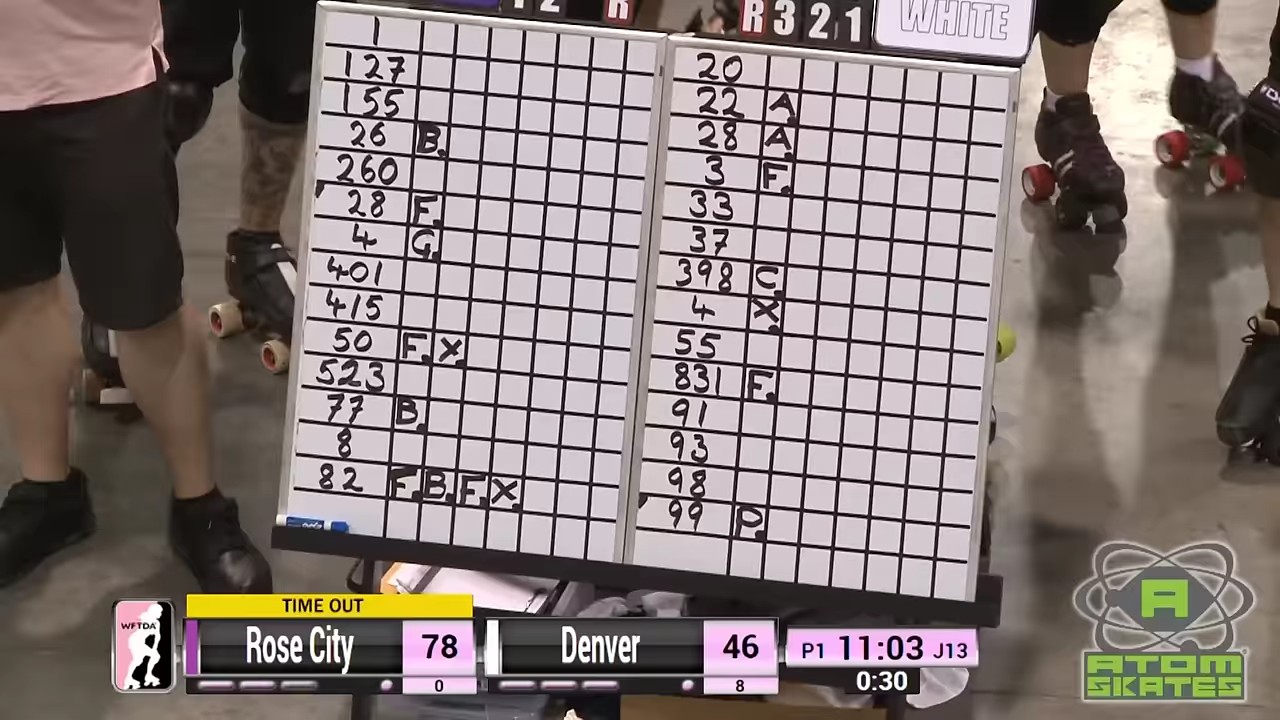 1 2 R
R 3 2 1
WHITE
1
127
155
26 B.
260
28 F.
4 G.
401
415
50 F. X.
523
77 B.
8
82 F. B. F. X.
20
22 A.
28 A.
3 F.
33
37
398 C.
4 X.
55
831 F.
91
93
98
99 P.
TIME OUT
WFTDA
Rose City 78
0
Denver 46
8
P1 11:03 J13
0:30
A
ATOM
SKATES